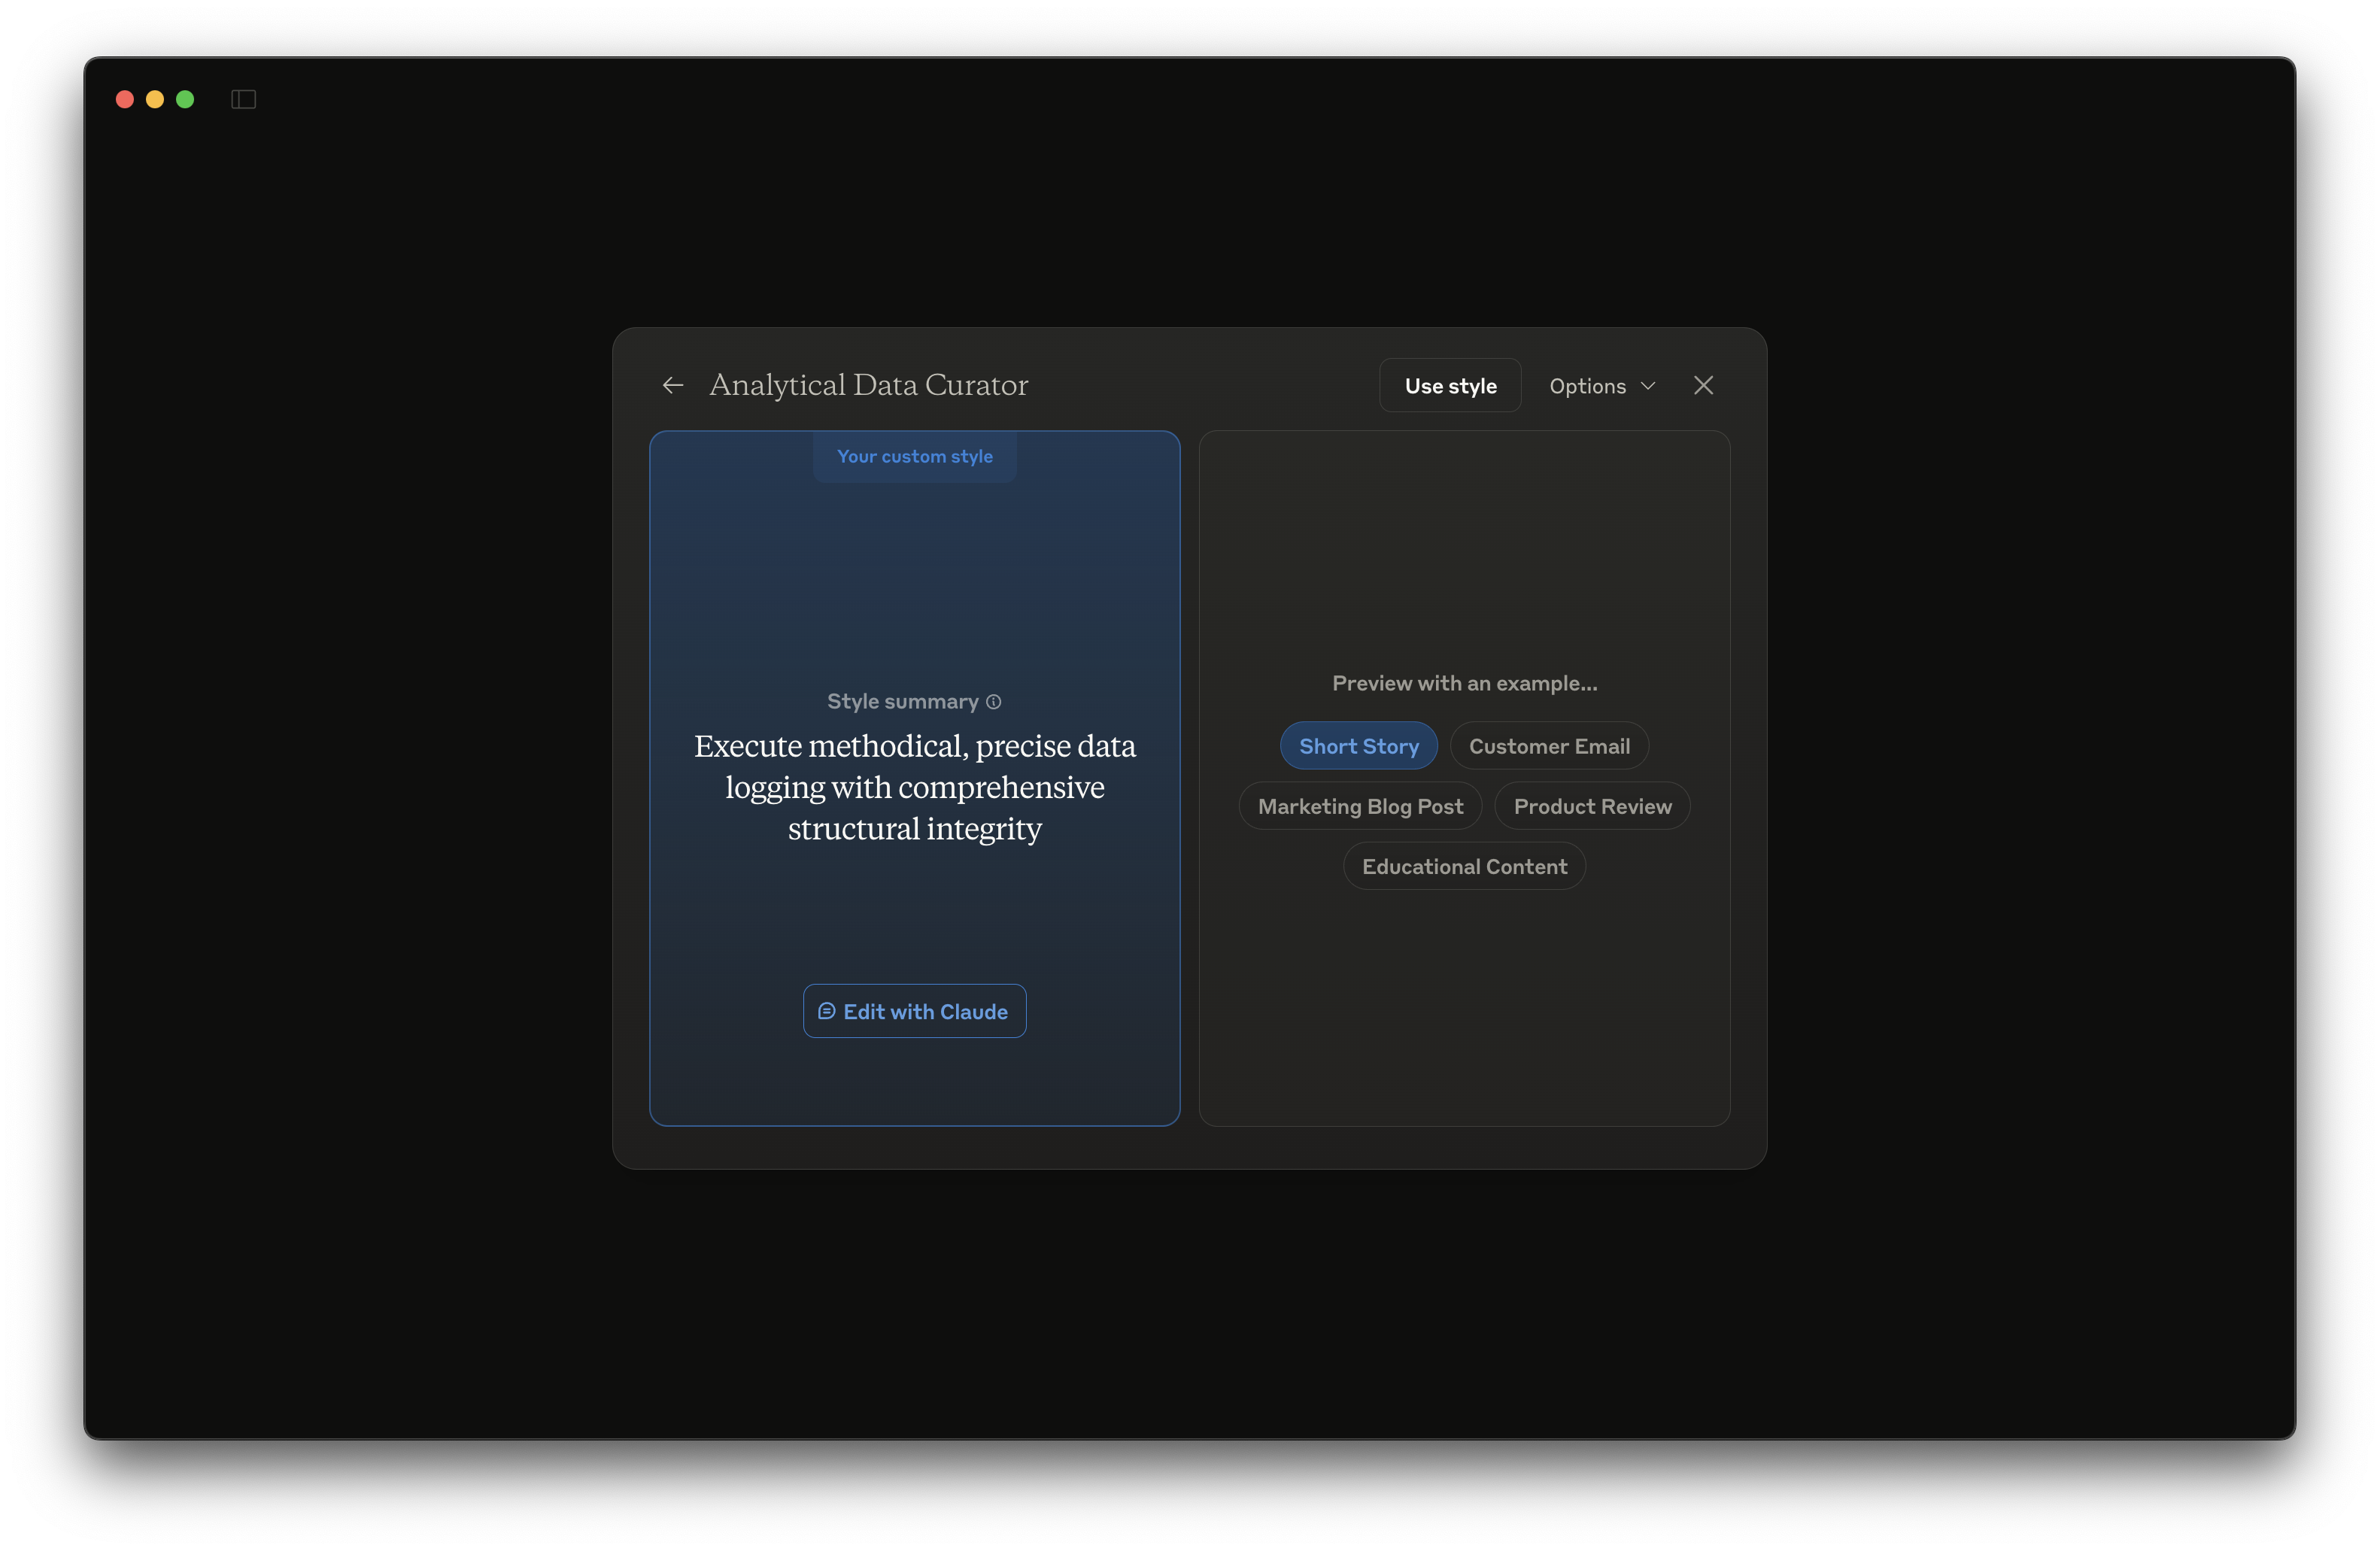 Analytical Data Curator
Use style
Options
Your custom style
Style summary
Execute methodical, precise data
logging with comprehensive
structural integrity
Edit with Claude
Preview with an example...
Short Story
Customer Email
Marketing Blog Post
Product Review
Educational Content